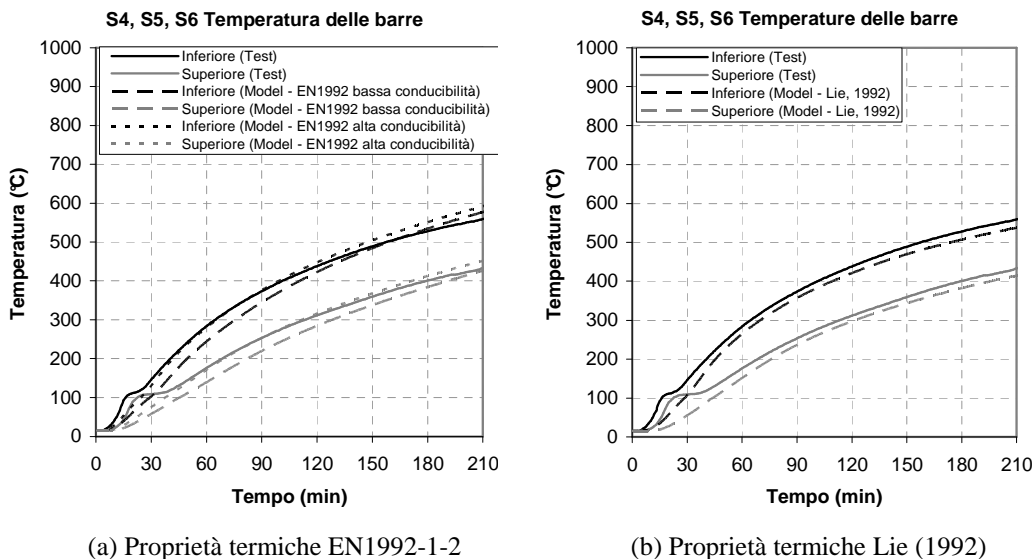 S4, S5, S6 Temperatura delle barre
1000
900
800
700
600
500
400
300
200
100
0
Temperatura (°C)
Inferiore (Test)
Superiore (Test)
Inferiore (Model - EN1992 bassa conducibilità)
Superiore (Model - EN1992 bassa conducibilità)
Inferiore (Model - EN1992 alta conducibilità)
Superiore (Model - EN1992 alta conducibilità)
0 30 60 90 120 150 180 210
Tempo (min)
(a) Proprietà termiche EN1992-1-2
S4, S5, S6 Temperature delle barre
1000
900
800
700
600
500
400
300
200
100
0
Temperatura (°C)
Inferiore (Test)
Superiore (Test)
Inferiore (Model - Lie, 1992)
Superiore (Model - Lie, 1992)
0 30 60 90 120 150 180 210
Tempo (min)
(b) Proprietà termiche Lie (1992)